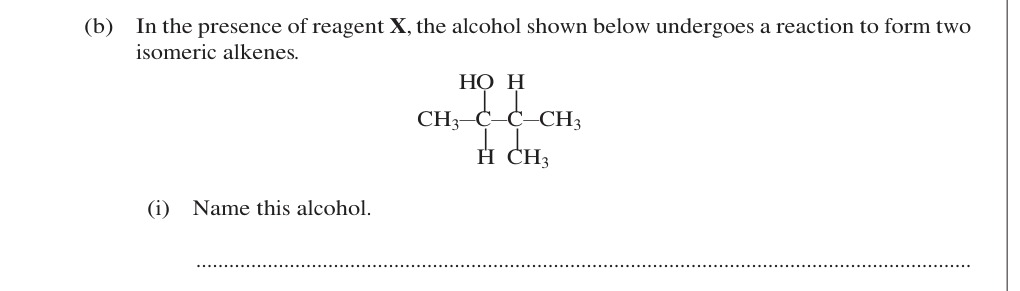 (b) In the presence of reagent X, the alcohol shown below undergoes a reaction to form two
isomeric alkenes.
HO H
CH₃–C–C–CH₃
H CH₃
(i) Name this alcohol.